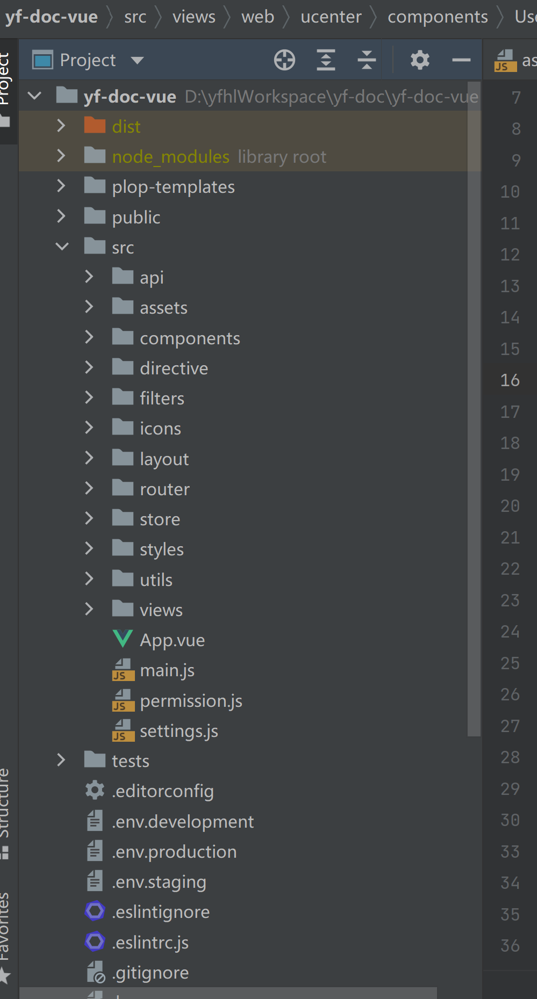 yf-doc-vue src views web ucenter components
Project
Project
yf-doc-vue D:\yfhlWorkspace\yf-doc\yf-doc-vue
dist
node_modules library root
plop-templates
public
src
api
assets
components
directive
filters
icons
layout
router
store
styles
utils
views
App.vue
JS main.js
JS permission.js
JS settings.js
tests
.editorconfig
.env.development
.env.production
.env.staging
.eslintignore
.eslintrc.js
.gitignore
Structure
Favorites
JS as
7
8
9
10
11
12
13
14
15
16
17
18
19
20
21
22
23
24
25
26
27
28
29
30
33
34
35
36